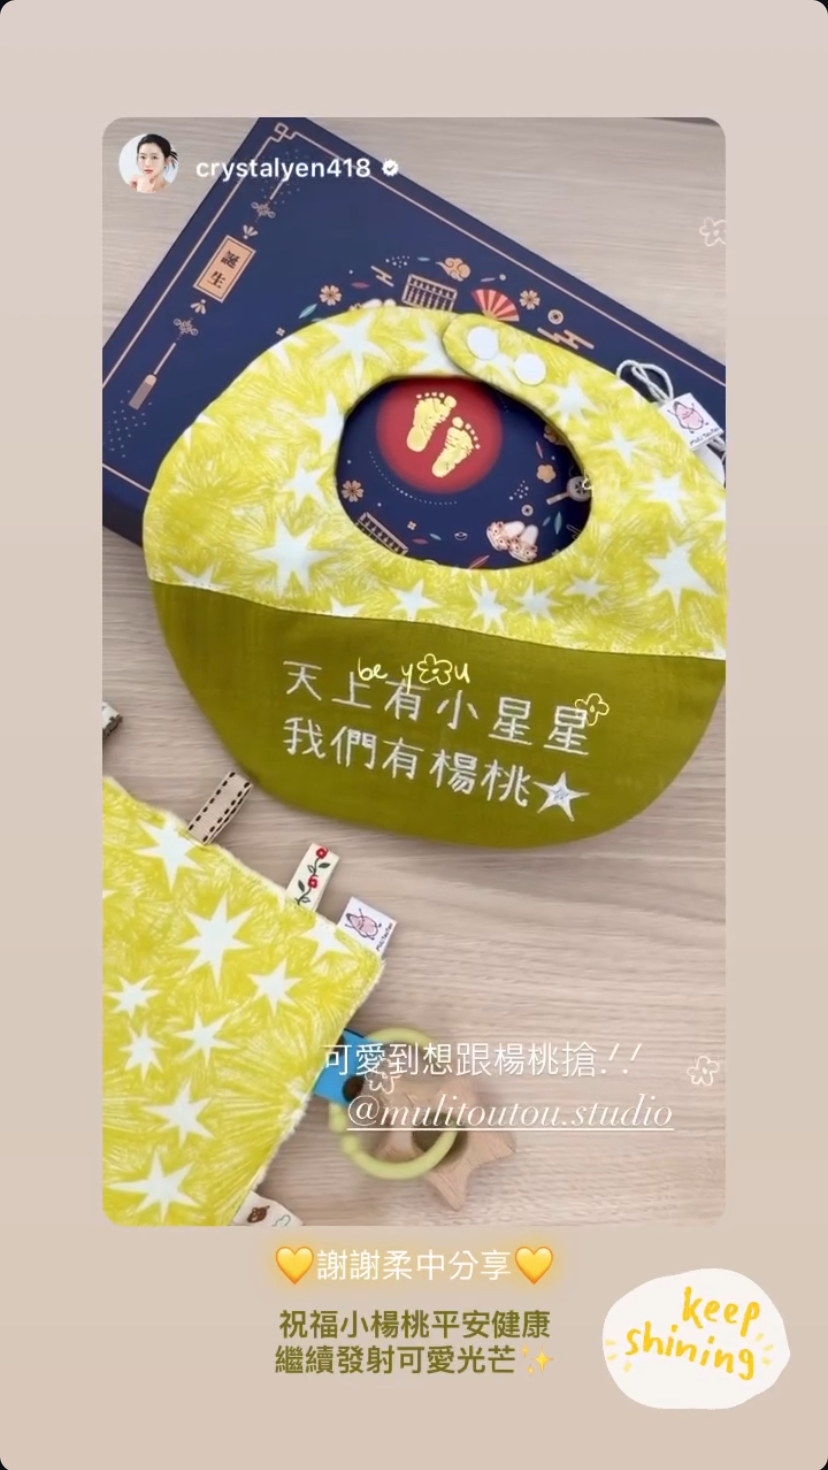 crystalyen418
誕生
be you
天上有小星星
我們有楊桃
可愛到想跟楊桃搶!!
@mulitoutou.studio
💛謝謝柔中分享💛
祝福小楊桃平安健康
繼續發射可愛光芒✨
keep
shining